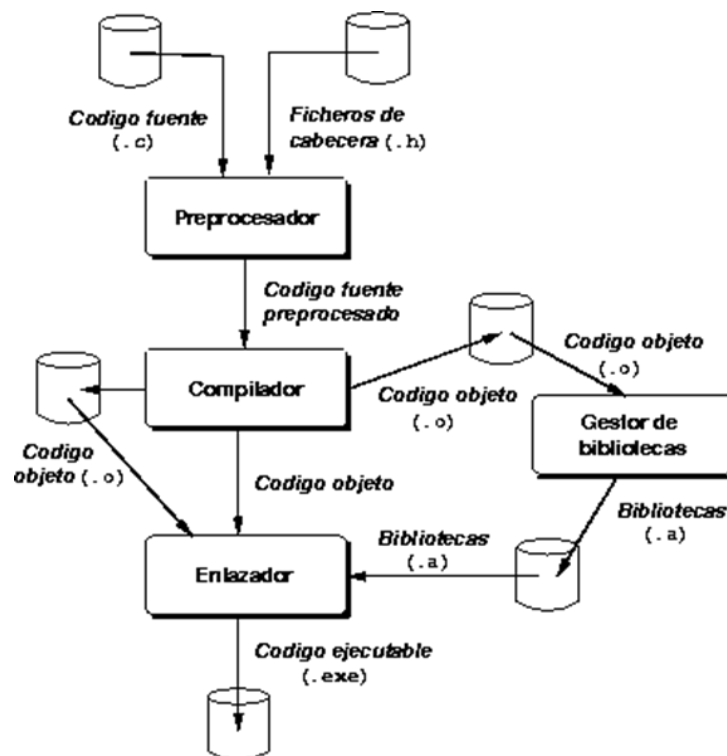 Codigo fuente
(.c)
Ficheros de
cabecera (.h)
Preprocesador
Codigo fuente
preprocesado
Compilador
Codigo objeto
(.o)
Codigo objeto
(.o)
Gestor de
bibliotecas
Codigo
objeto (.o)
Codigo objeto
Bibliotecas
(.a)
Bibliotecas
(.a)
Enlazador
Codigo ejecutable
(.exe)